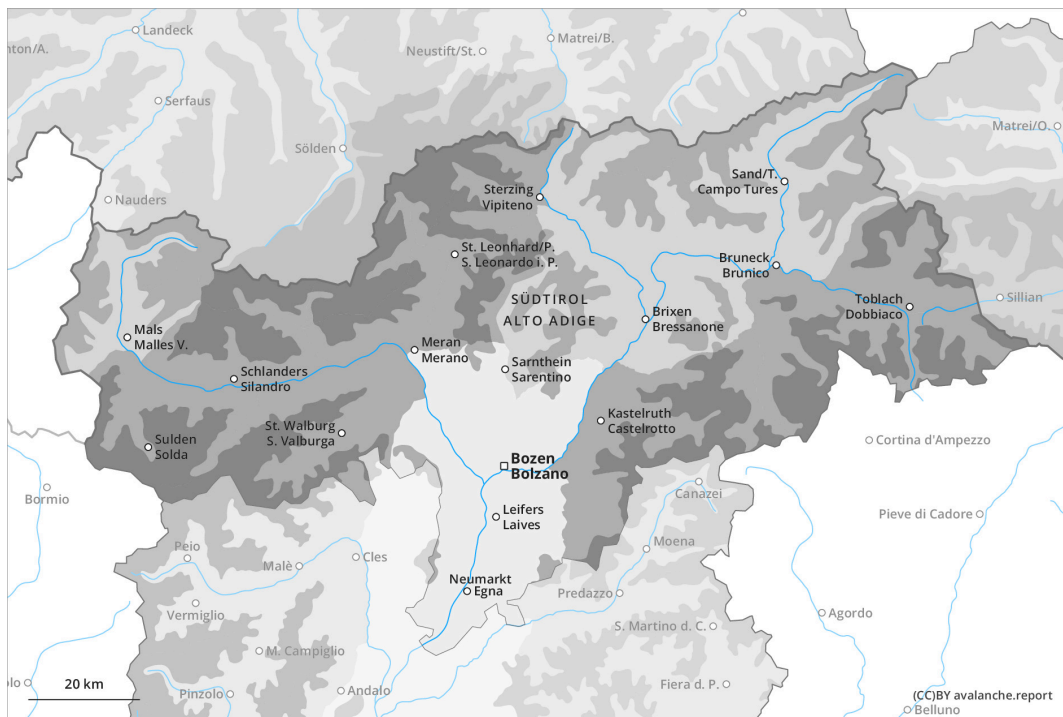 Landeck
Matrei/B.
Neustift/St.
nton/A.
Serfaus
Matrei/O.
Sölden
Sand/T.
Campo Tures
Sterzing
Vipiteno
Nauders
St. Leonhard/P.
S. Leonardo i. P.
Bruneck
Brunico
SÜDTIROL
ALTO ADIGE
Toblach
Dobbiaco
Sillian
Brixen
Bressanone
Mals
Malles V.
Meran
Merano
Sarnthein
Sarentino
Schlanders
Silandro
St. Walburg
S. Valburga
Kastelruth
Castelrotto
Sulden
Solda
Cortina d'Ampezzo
Bozen
Bolzano
Bormio
Canazei
Leifers
Laives
Pieve di Cadore
Moena
Peio
Malè
Cles
Neumarkt
Egna
Predazzo
Vermiglio
Agordo
S. Martino d. C.
M. Campiglio
olo
20 km
Pinzolo
Andalo
Fiera d. P.
(CC)BY avalanche.report
Belluno